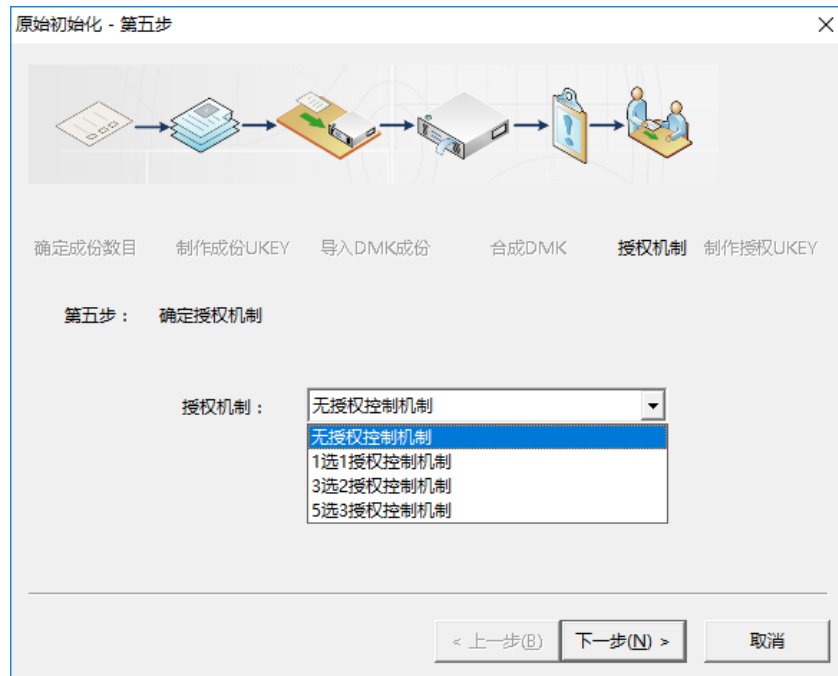 原始初始化 - 第五步
确定成份数目 制作成份UKEY 导入DMK成份 合成DMK 授权机制 制作授权UKEY
第五步： 确定授权机制
授权机制： 无授权控制机制
无授权控制机制
1选1授权控制机制
3选2授权控制机制
5选3授权控制机制
< 上一步(B) 下一步(N) > 取消